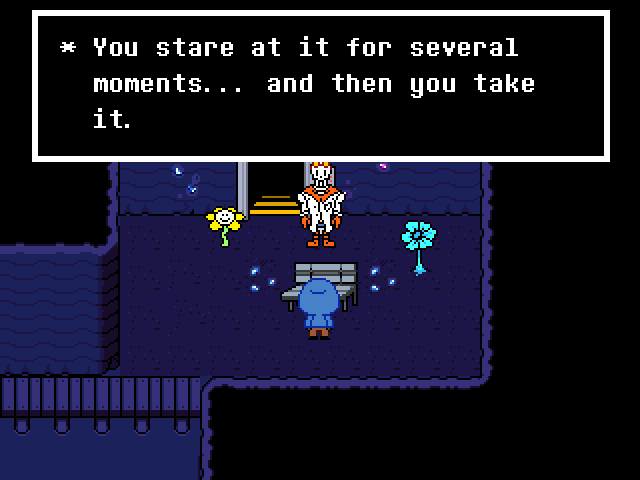 * You stare at it for several
moments... and then you take
it.